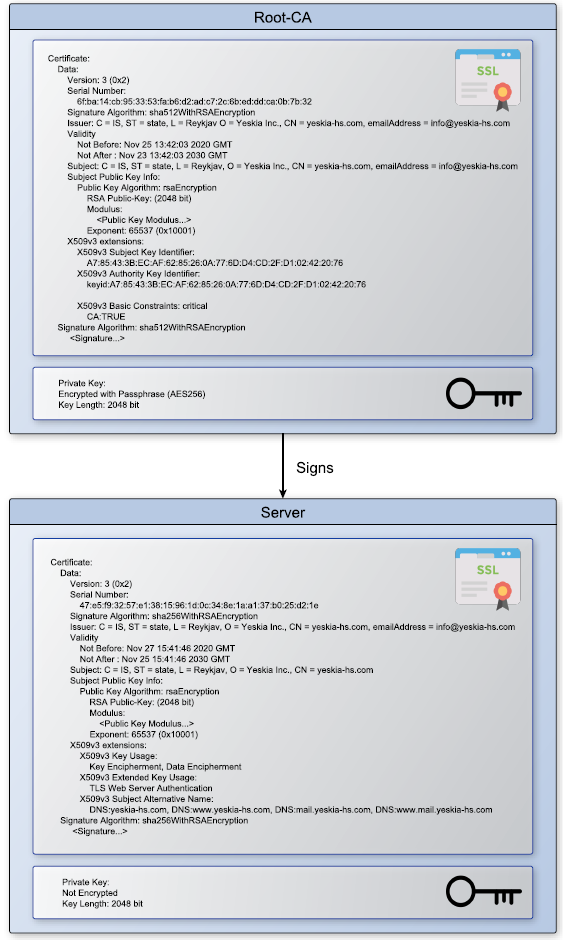 Root-CA
SSL
Certificate:
Data:
Version: 3 (0x2)
Serial Number:
6f:ba:14:cb:95:33:53:fa:b6:d2:ad:c7:2c:6b:ed:dd:ca:0b:7b:32
Signature Algorithm: sha512WithRSAEncryption
Issuer: C = IS, ST = state, L = Reykjav O = Yeskia Inc., CN = yeskia-hs.com, emailAddress = info@yeskia-hs.com
Validity
Not Before: Nov 25 13:42:03 2020 GMT
Not After : Nov 23 13:42:03 2030 GMT
Subject: C = IS, ST = state, L = Reykjav, O = Yeskia Inc., CN = yeskia-hs.com, emailAddress = info@yeskia-hs.com
Subject Public Key Info:
Public Key Algorithm: rsaEncryption
RSA Public-Key: (2048 bit)
Modulus:
<Public Key Modulus...>
Exponent: 65537 (0x10001)
X509v3 extensions:
X509v3 Subject Key Identifier:
A7:85:43:3B:EC:AF:62:85:26:0A:77:6D:D4:CD:2F:D1:02:42:20:76
X509v3 Authority Key Identifier:
keyid:A7:85:43:3B:EC:AF:62:85:26:0A:77:6D:D4:CD:2F:D1:02:42:20:76
X509v3 Basic Constraints: critical
CA:TRUE
Signature Algorithm: sha512WithRSAEncryption
<Signature...>
Private Key:
Encrypted with Passphrase (AES256)
Key Length: 2048 bit
Signs
Server
SSL
Certificate:
Data:
Version: 3 (0x2)
Serial Number:
47:e5:f9:32:57:e1:38:15:96:1d:0c:34:8e:1a:a1:37:b0:25:d2:1e
Signature Algorithm: sha256WithRSAEncryption
Issuer: C = IS, ST = state, L = Reykjav, O = Yeskia Inc., CN = yeskia-hs.com, emailAddress = info@yeskia-hs.com
Validity
Not Before: Nov 27 15:41:46 2020 GMT
Not After : Nov 25 15:41:46 2030 GMT
Subject: C = IS, ST = state, L = Reykjav, O = Yeskia Inc., CN = yeskia-hs.com
Subject Public Key Info:
Public Key Algorithm: rsaEncryption
RSA Public-Key: (2048 bit)
Modulus:
<Public Key Modulus...>
Exponent: 65537 (0x10001)
X509v3 extensions:
X509v3 Key Usage:
Key Encipherment, Data Encipherment
X509v3 Extended Key Usage:
TLS Web Server Authentication
X509v3 Subject Alternative Name:
DNS:yeskia-hs.com, DNS:www.yeskia-hs.com, DNS:mail.yeskia-hs.com, DNS:www.mail.yeskia-hs.com
Signature Algorithm: sha256WithRSAEncryption
<Signature...>
Private Key:
Not Encrypted
Key Length: 2048 bit